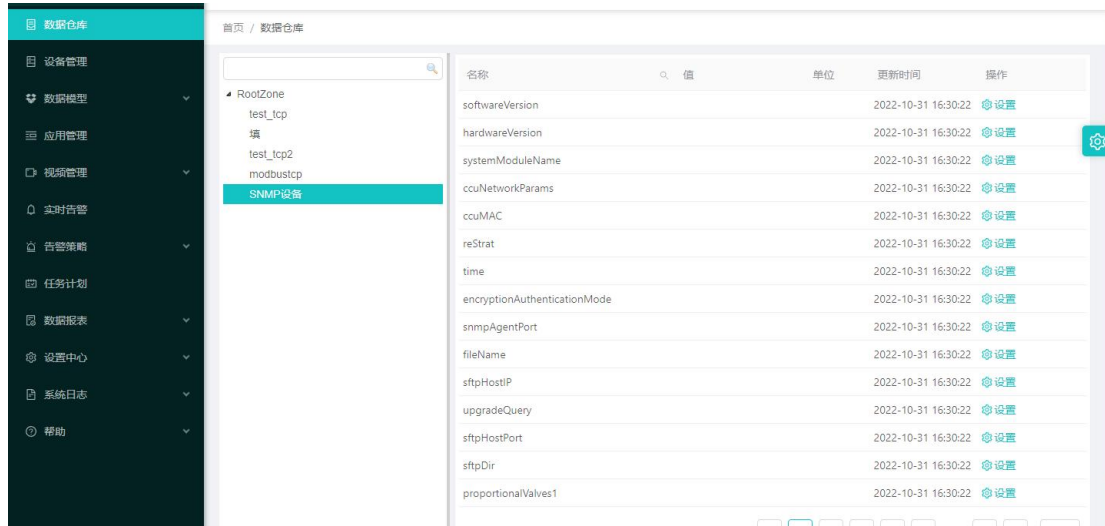 数据仓库
设备管理
数据模型
应用管理
视频管理
实时告警
告警策略
任务计划
数据报表
设置中心
系统日志
帮助
首页 / 数据仓库
RootZone
test_tcp
填
test_tcp2
modbustcp
SNMP设备
名称 值 单位 更新时间 操作
softwareVersion 2022-10-31 16:30:22 设置
hardwareVersion 2022-10-31 16:30:22 设置
systemModuleName 2022-10-31 16:30:22 设置
ccuNetworkParams 2022-10-31 16:30:22 设置
ccuMAC 2022-10-31 16:30:22 设置
reStrat 2022-10-31 16:30:22 设置
time 2022-10-31 16:30:22 设置
encryptionAuthenticationMode 2022-10-31 16:30:22 设置
snmpAgentPort 2022-10-31 16:30:22 设置
fileName 2022-10-31 16:30:22 设置
sftpHostIP 2022-10-31 16:30:22 设置
upgradeQuery 2022-10-31 16:30:22 设置
sftpHostPort 2022-10-31 16:30:22 设置
sftpDir 2022-10-31 16:30:22 设置
proportionalValves1 2022-10-31 16:30:22 设置